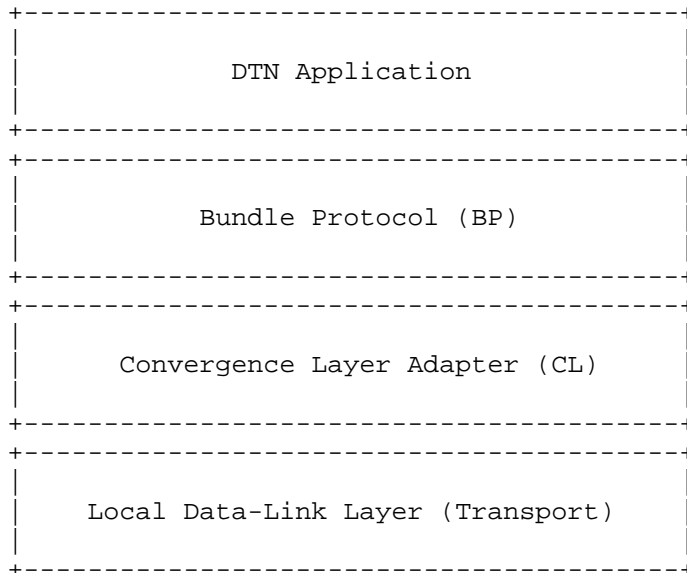 DTN Application
Bundle Protocol (BP)
Convergence Layer Adapter (CL)
Local Data-Link Layer (Transport)